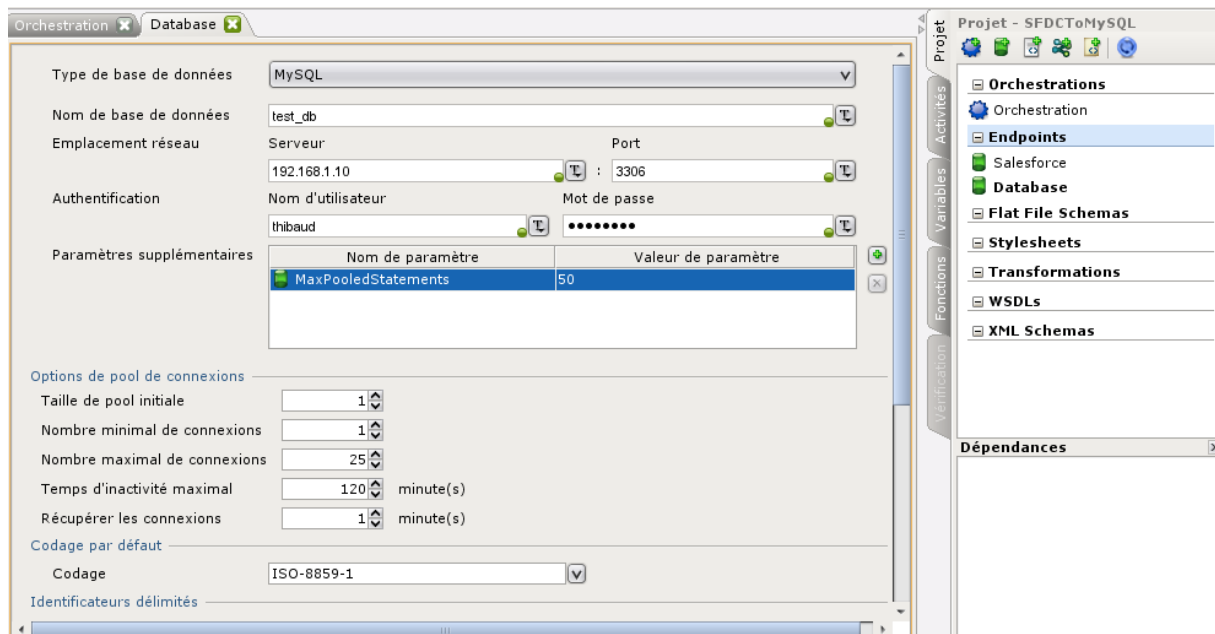 Orchestration
Database
Type de base de données
MySQL
Nom de base de données
test_db
Emplacement réseau
Serveur
Port
192.168.1.10
:
3306
Authentification
Nom d'utilisateur
Mot de passe
thibaud
••••••••
Paramètres supplémentaires
Nom de paramètre
Valeur de paramètre
MaxPooledStatements
50
Options de pool de connexions
Taille de pool initiale
1
Nombre minimal de connexions
1
Nombre maximal de connexions
25
Temps d'inactivité maximal
120
minute(s)
Récupérer les connexions
1
minute(s)
Codage par défaut
Codage
ISO-8859-1
Identificateurs délimités
Projet
Activités
Variables
Fonctions
Vérification
Projet - SFDCToMySQL
Orchestrations
Orchestration
Endpoints
Salesforce
Database
Flat File Schemas
Stylesheets
Transformations
WSDLs
XML Schemas
Dépendances